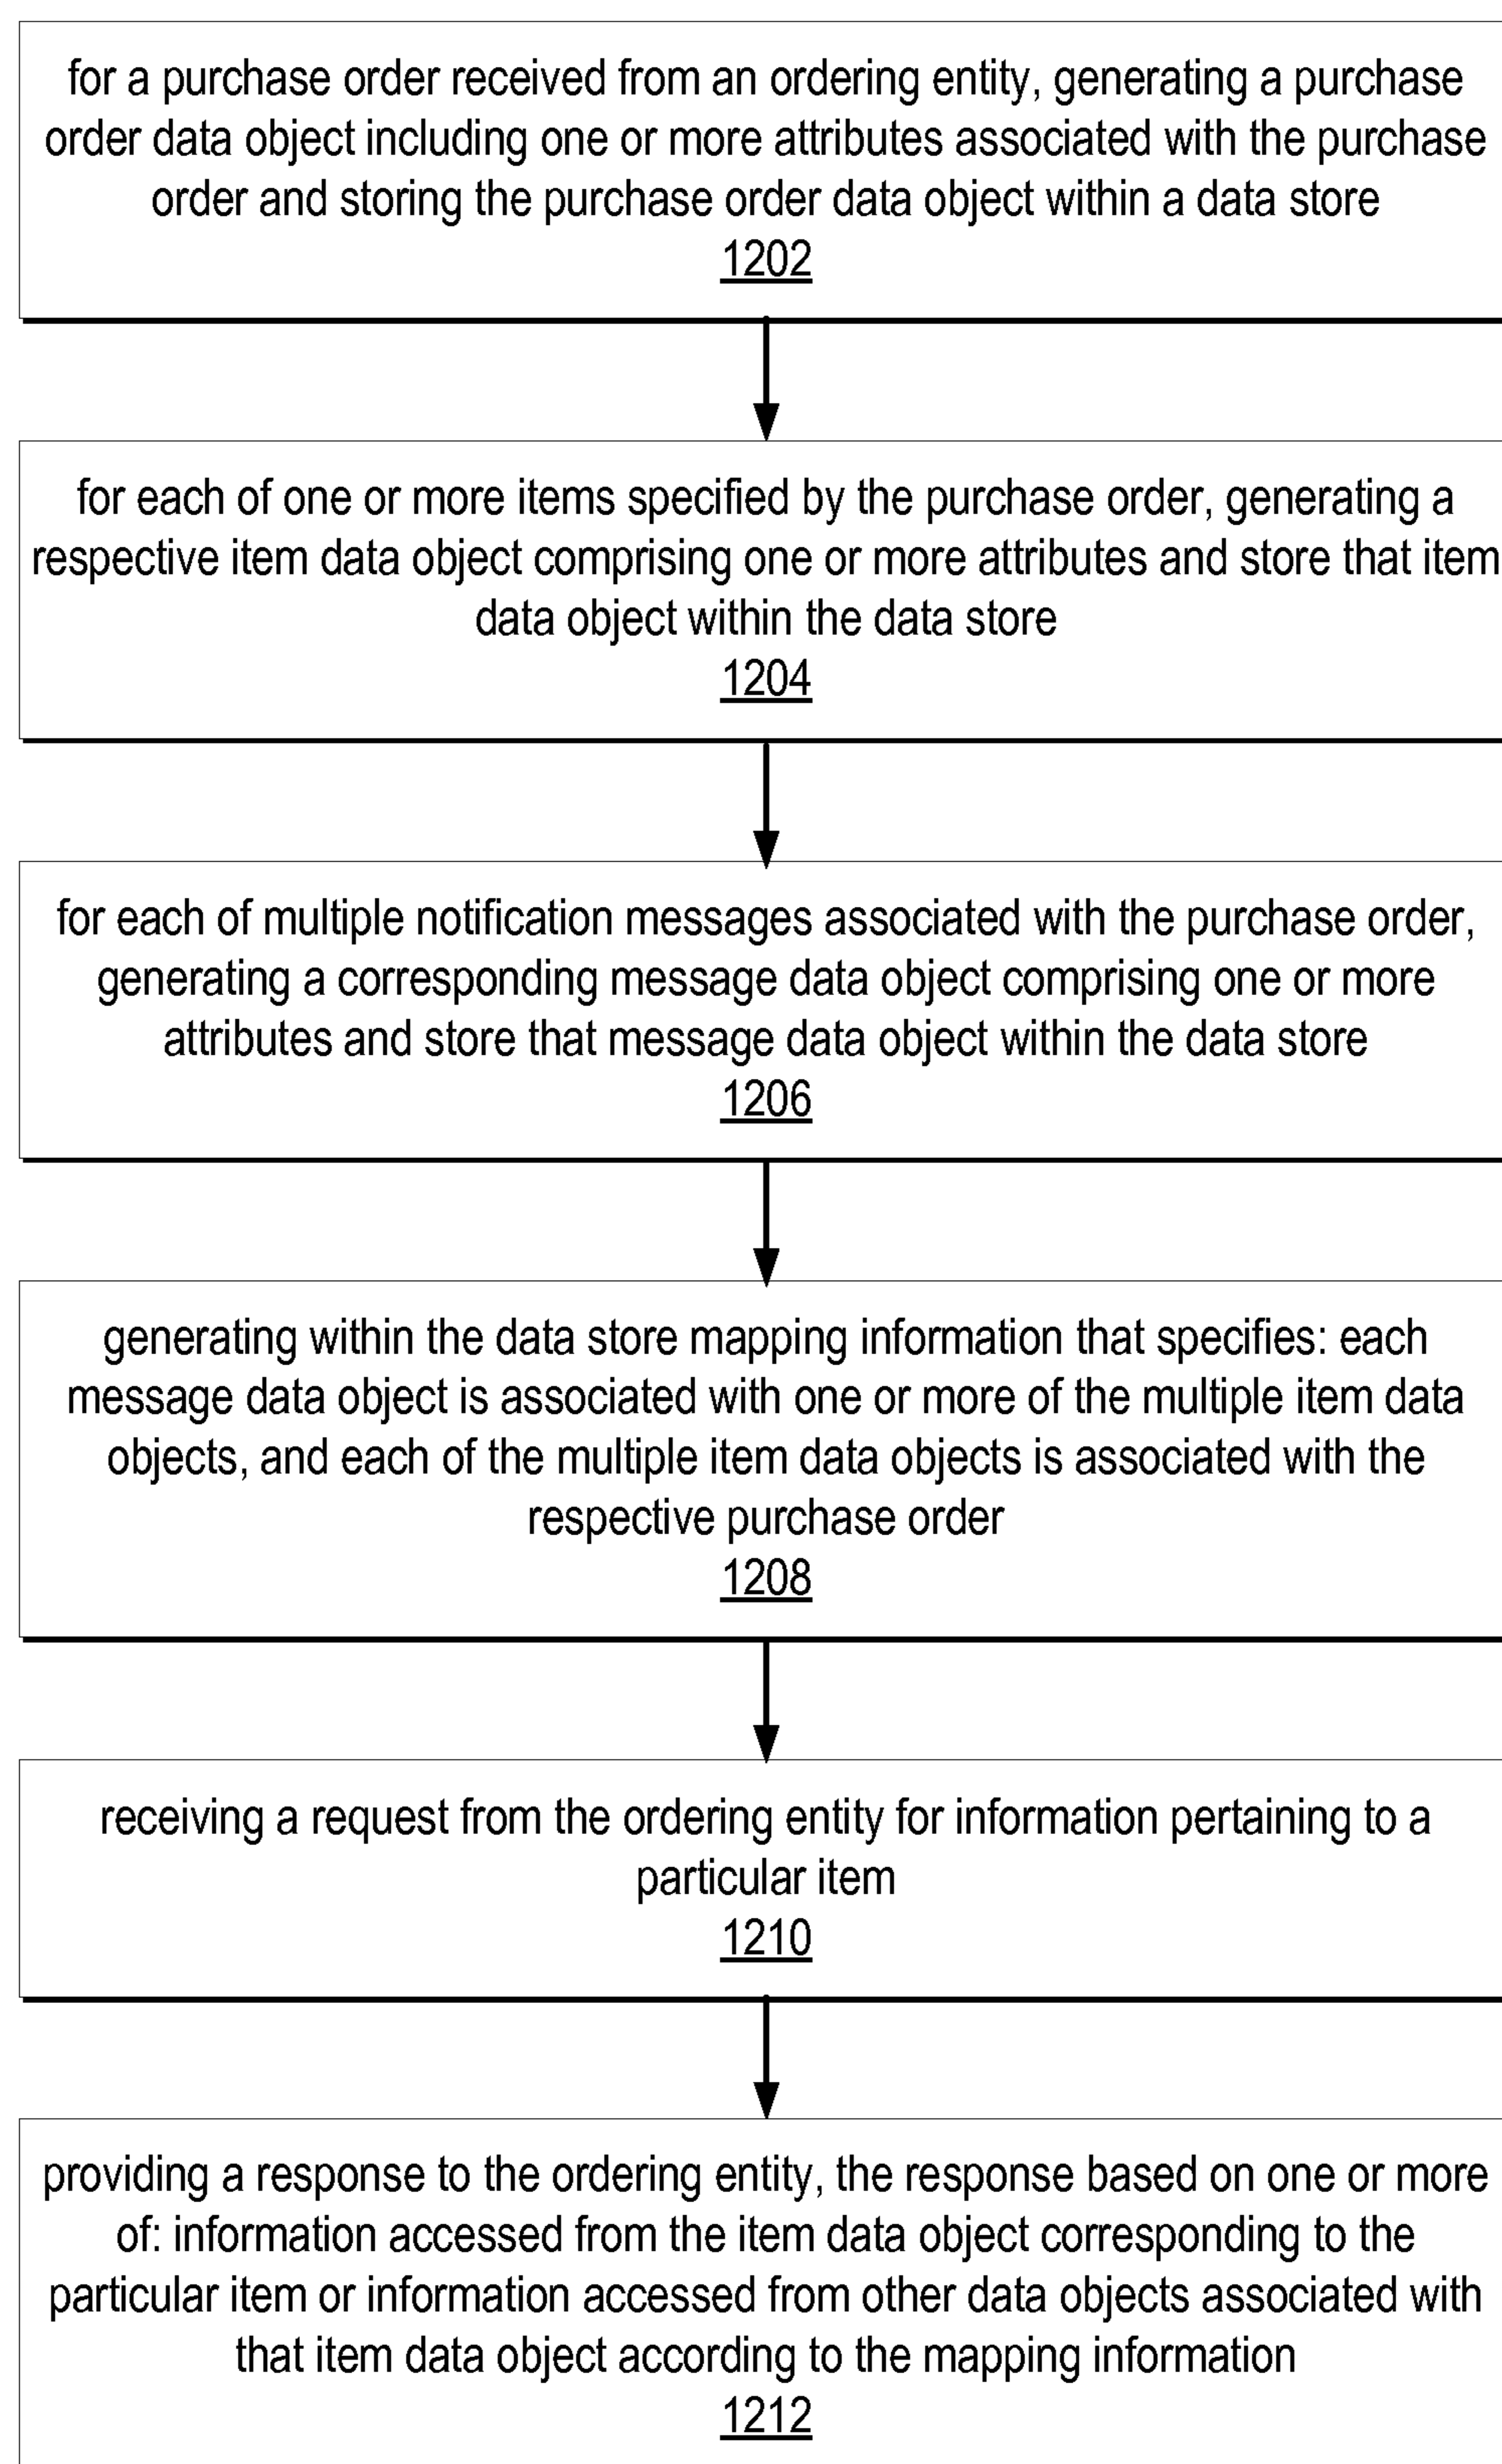 for a purchase order received from an ordering entity, generating a purchase
order data object including one or more attributes associated with the purchase
order and storing the purchase order data object within a data store
1202
for each of one or more items specified by the purchase order, generating a
respective item data object comprising one or more attributes and store that item
data object within the data store
1204
for each of multiple notification messages associated with the purchase order,
generating a corresponding message data object comprising one or more
attributes and store that message data object within the data store
1206
generating within the data store mapping information that specifies: each
message data object is associated with one or more of the multiple item data
objects, and each of the multiple item data objects is associated with the
respective purchase order
1208
receiving a request from the ordering entity for information pertaining to a
particular item
1210
providing a response to the ordering entity, the response based on one or more
of: information accessed from the item data object corresponding to the
particular item or information accessed from other data objects associated with
that item data object according to the mapping information
1212